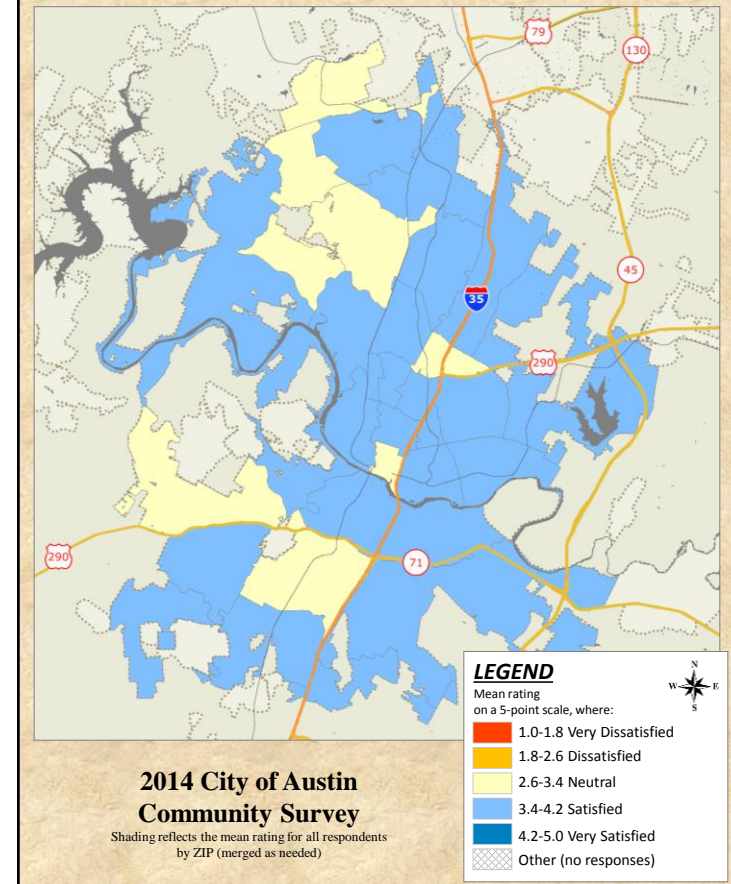 79
130
45
35
290
290
71
LEGEND
Mean rating
on a 5-point scale, where:
N
W E
S
1.0-1.8 Very Dissatisfied
1.8-2.6 Dissatisfied
2.6-3.4 Neutral
3.4-4.2 Satisfied
4.2-5.0 Very Satisfied
Other (no responses)
2014 City of Austin
Community Survey
Shading reflects the mean rating for all respondents
by ZIP (merged as needed)